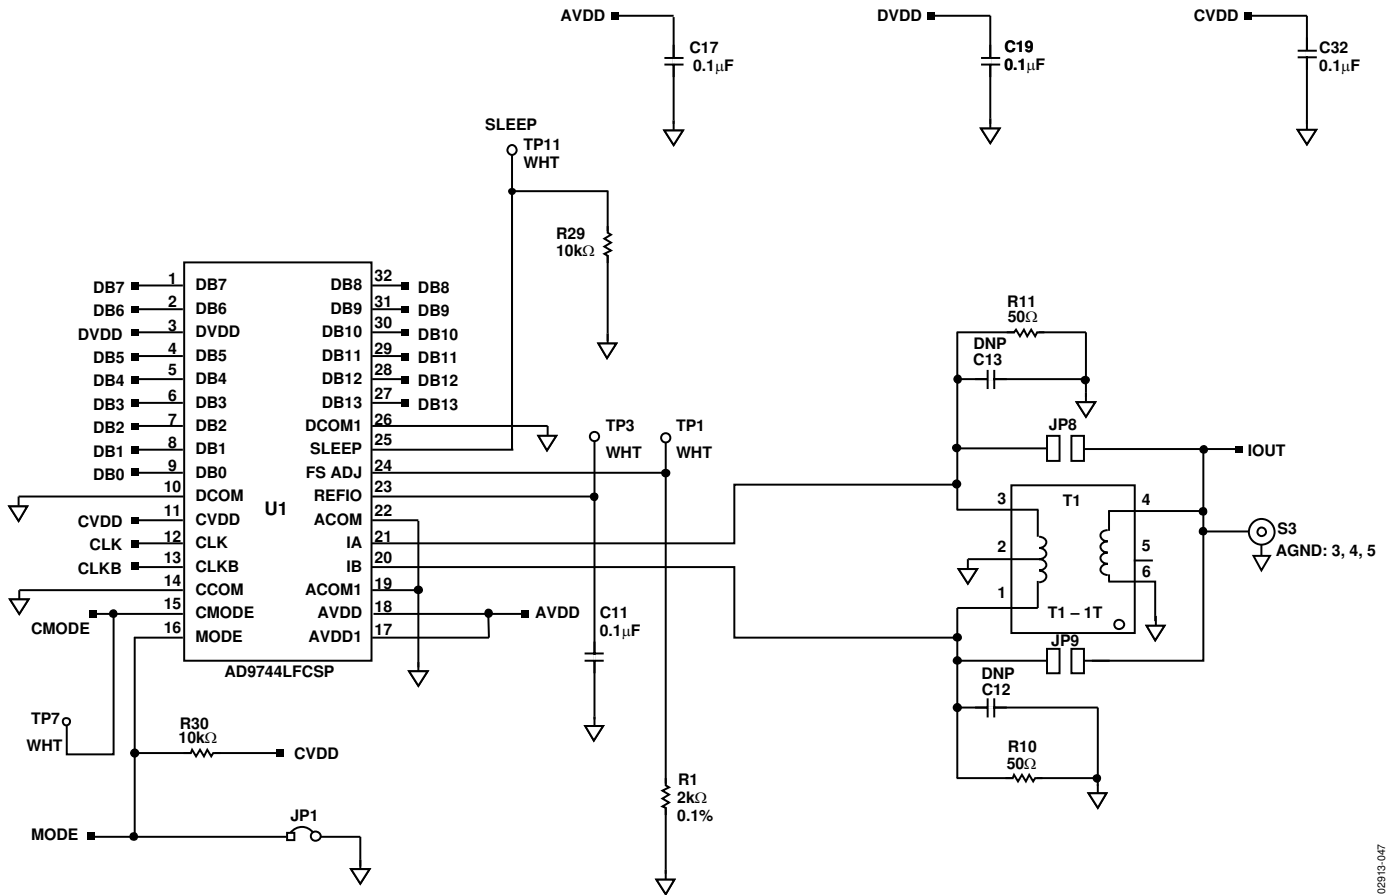 AVDD
C17
0.1μF
DVDD
C19
0.1μF
CVDD
C32
0.1μF
SLEEP
TP11
WHT
R29
10kΩ
DB7 1 DB7
DB6 2 DB6
DVDD 3 DVDD
DB5 4 DB5
DB4 5 DB4
DB3 6 DB3
DB2 7 DB2
DB1 8 DB1
DB0 9 DB0
10 DCOM
CVDD 11 CVDD
CLK 12 CLK
CLKB 13 CLKB
14 CCOM
CMODE 15 CMODE
16 MODE
U1
DB8 32 DB8
DB9 31 DB9
DB10 30 DB10
DB11 29 DB11
DB12 28 DB12
DB13 27 DB13
DCOM1 26
SLEEP 25
FS ADJ 24
REFIO 23
ACOM 22
IA 21
IB 20
ACOM1 19
AVDD 18 AVDD
AVDD1 17
AD9744LFCSP
TP3
WHT
TP1
WHT
C11
0.1μF
R11
50Ω
DNP
C13
JP8
IOUT
T1
3
2
1
4
5
6
T1 – 1T
S3
AGND: 3, 4, 5
JP9
DNP
C12
R10
50Ω
TP7
WHT
R30
10kΩ
CVDD
R1
2kΩ
0.1%
MODE
JP1
02913-047